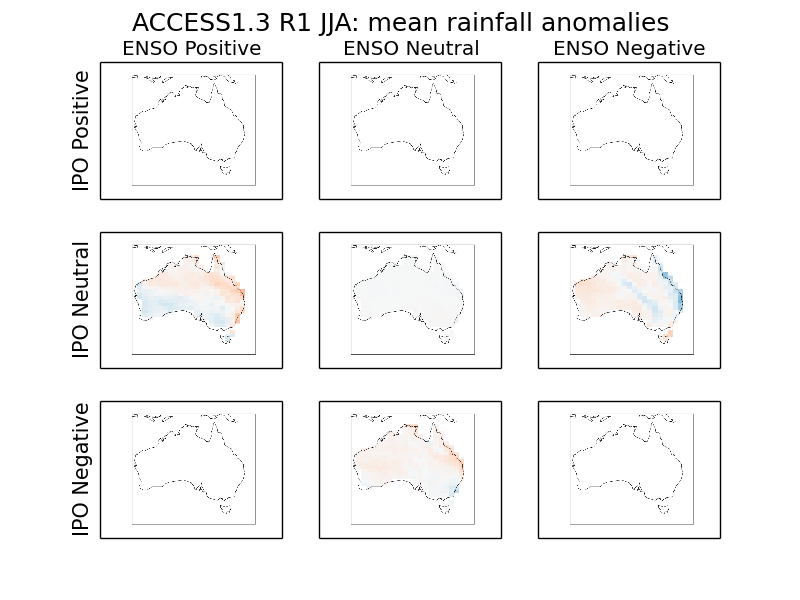 ACCESS1.3 R1 JJA: mean rainfall anomalies
ENSO Positive ENSO Neutral ENSO Negative
IPO Positive
IPO Neutral
IPO Negative